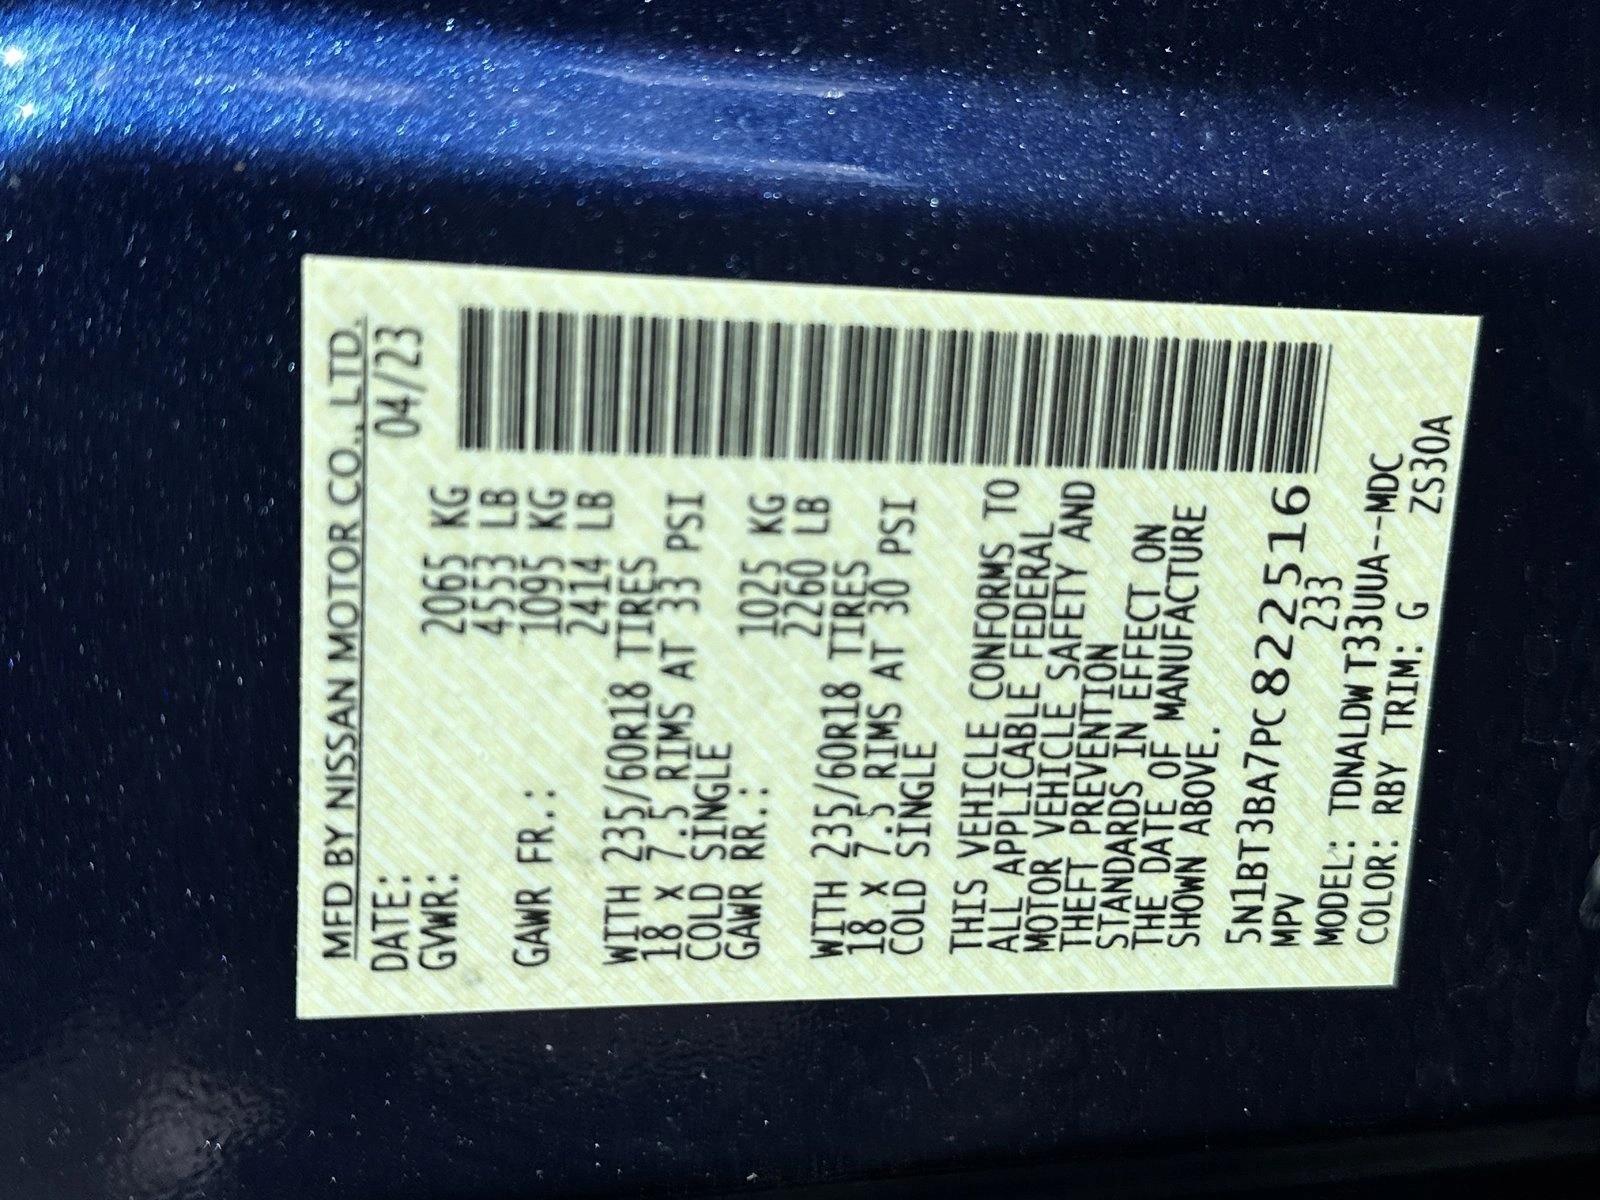 MFD BY NISSAN MOTOR CO., LTD.
DATE: 04/23
GVWR: 2065 KG
4553 LB
GAWR FR.: 1095 KG
2414 LB
WITH 235/60R18 TIRES
18 X 7.5 RIMS AT 33 PSI
COLD SINGLE
GAWR RR.: 1025 KG
2260 LB
WITH 235/60R18 TIRES
18 X 7.5 RIMS AT 30 PSI
COLD SINGLE
THIS VEHICLE CONFORMS TO
ALL APPLICABLE FEDERAL
MOTOR VEHICLE SAFETY AND
THEFT PREVENTION
STANDARDS IN EFFECT ON
THE DATE OF MANUFACTURE
SHOWN ABOVE.
5N1BT3BA7PC822516
MPV 233
MODEL: TDNALDW T33UUA--MDC
COLOR: RBY TRIM: G ZS30A